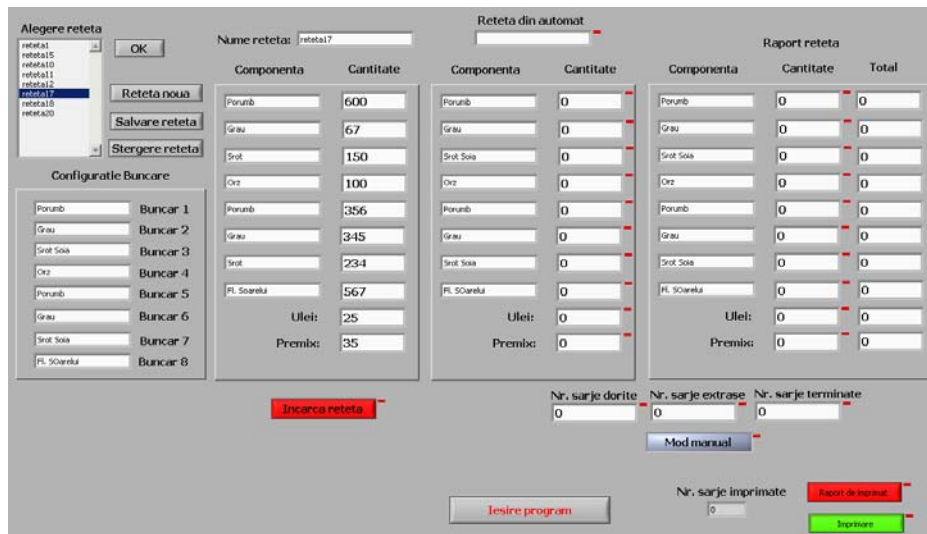 Alegere reteta
reteta1
reteta15
reteta10
reteta11
reteta12
reteta17
reteta18
reteta20
OK
Reteta noua
Salvare reteta
Stergere reteta
Configuratie Buncare
Porumb Buncar 1
Grau Buncar 2
Srot Soia Buncar 3
Orz Buncar 4
Porumb Buncar 5
Grau Buncar 6
Srot Soia Buncar 7
Fl. SOarelui Buncar 8
Nume reteta: reteta17
Componenta Cantitate
Porumb 600
Grau 67
Srot 150
Orz 100
Porumb 356
Grau 345
Srot 234
Fl. Soarelui 567
Ulei: 25
Premix: 35
Incarca reteta
Reteta din automat
Componenta Cantitate
Porumb 0
Grau 0
Srot Soia 0
Orz 0
Porumb 0
Grau 0
Srot Soia 0
Fl. SOarelui 0
Ulei: 0
Premix: 0
Raport reteta
Componenta Cantitate Total
Porumb 0 0
Grau 0 0
Srot Soia 0 0
Orz 0 0
Porumb 0 0
Grau 0 0
Srot Soia 0 0
Fl. SOarelui 0 0
Ulei: 0 0
Premix: 0 0
Nr. sarje dorite Nr. sarje extrase Nr. sarje terminate
0 0 0
Mod manual
Nr. sarje imprimate
0
Raport de imprimat
Imprimare
Iesire program